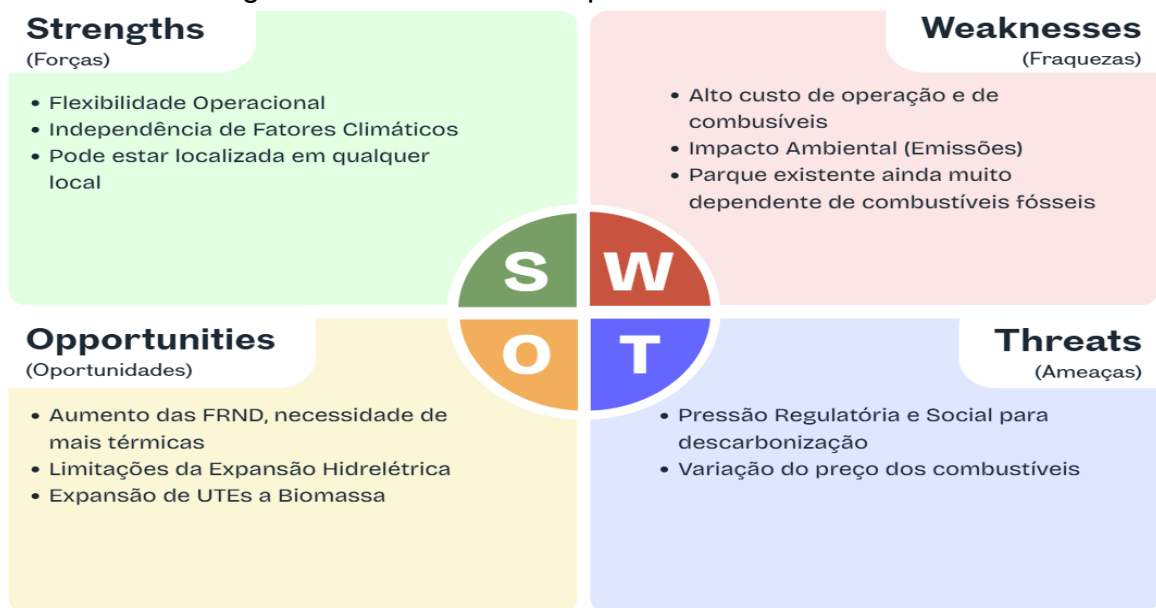 Strengths
(Forças)
• Flexibilidade Operacional
• Independência de Fatores Climáticos
• Pode estar localizada em qualquer
local
Weaknesses
(Fraquezas)
• Alto custo de operação e de
combusíveis
• Impacto Ambiental (Emissões)
• Parque existente ainda muito
dependente de combustíveis fósseis
S
W
O
T
Opportunities
(Oportunidades)
• Aumento das FRND, necessidade de
mais térmicas
• Limitações da Expansão Hidrelétrica
• Expansão de UTEs a Biomassa
Threats
(Ameaças)
• Pressão Regulatória e Social para
descarbonização
• Variação do preço dos combustíveis